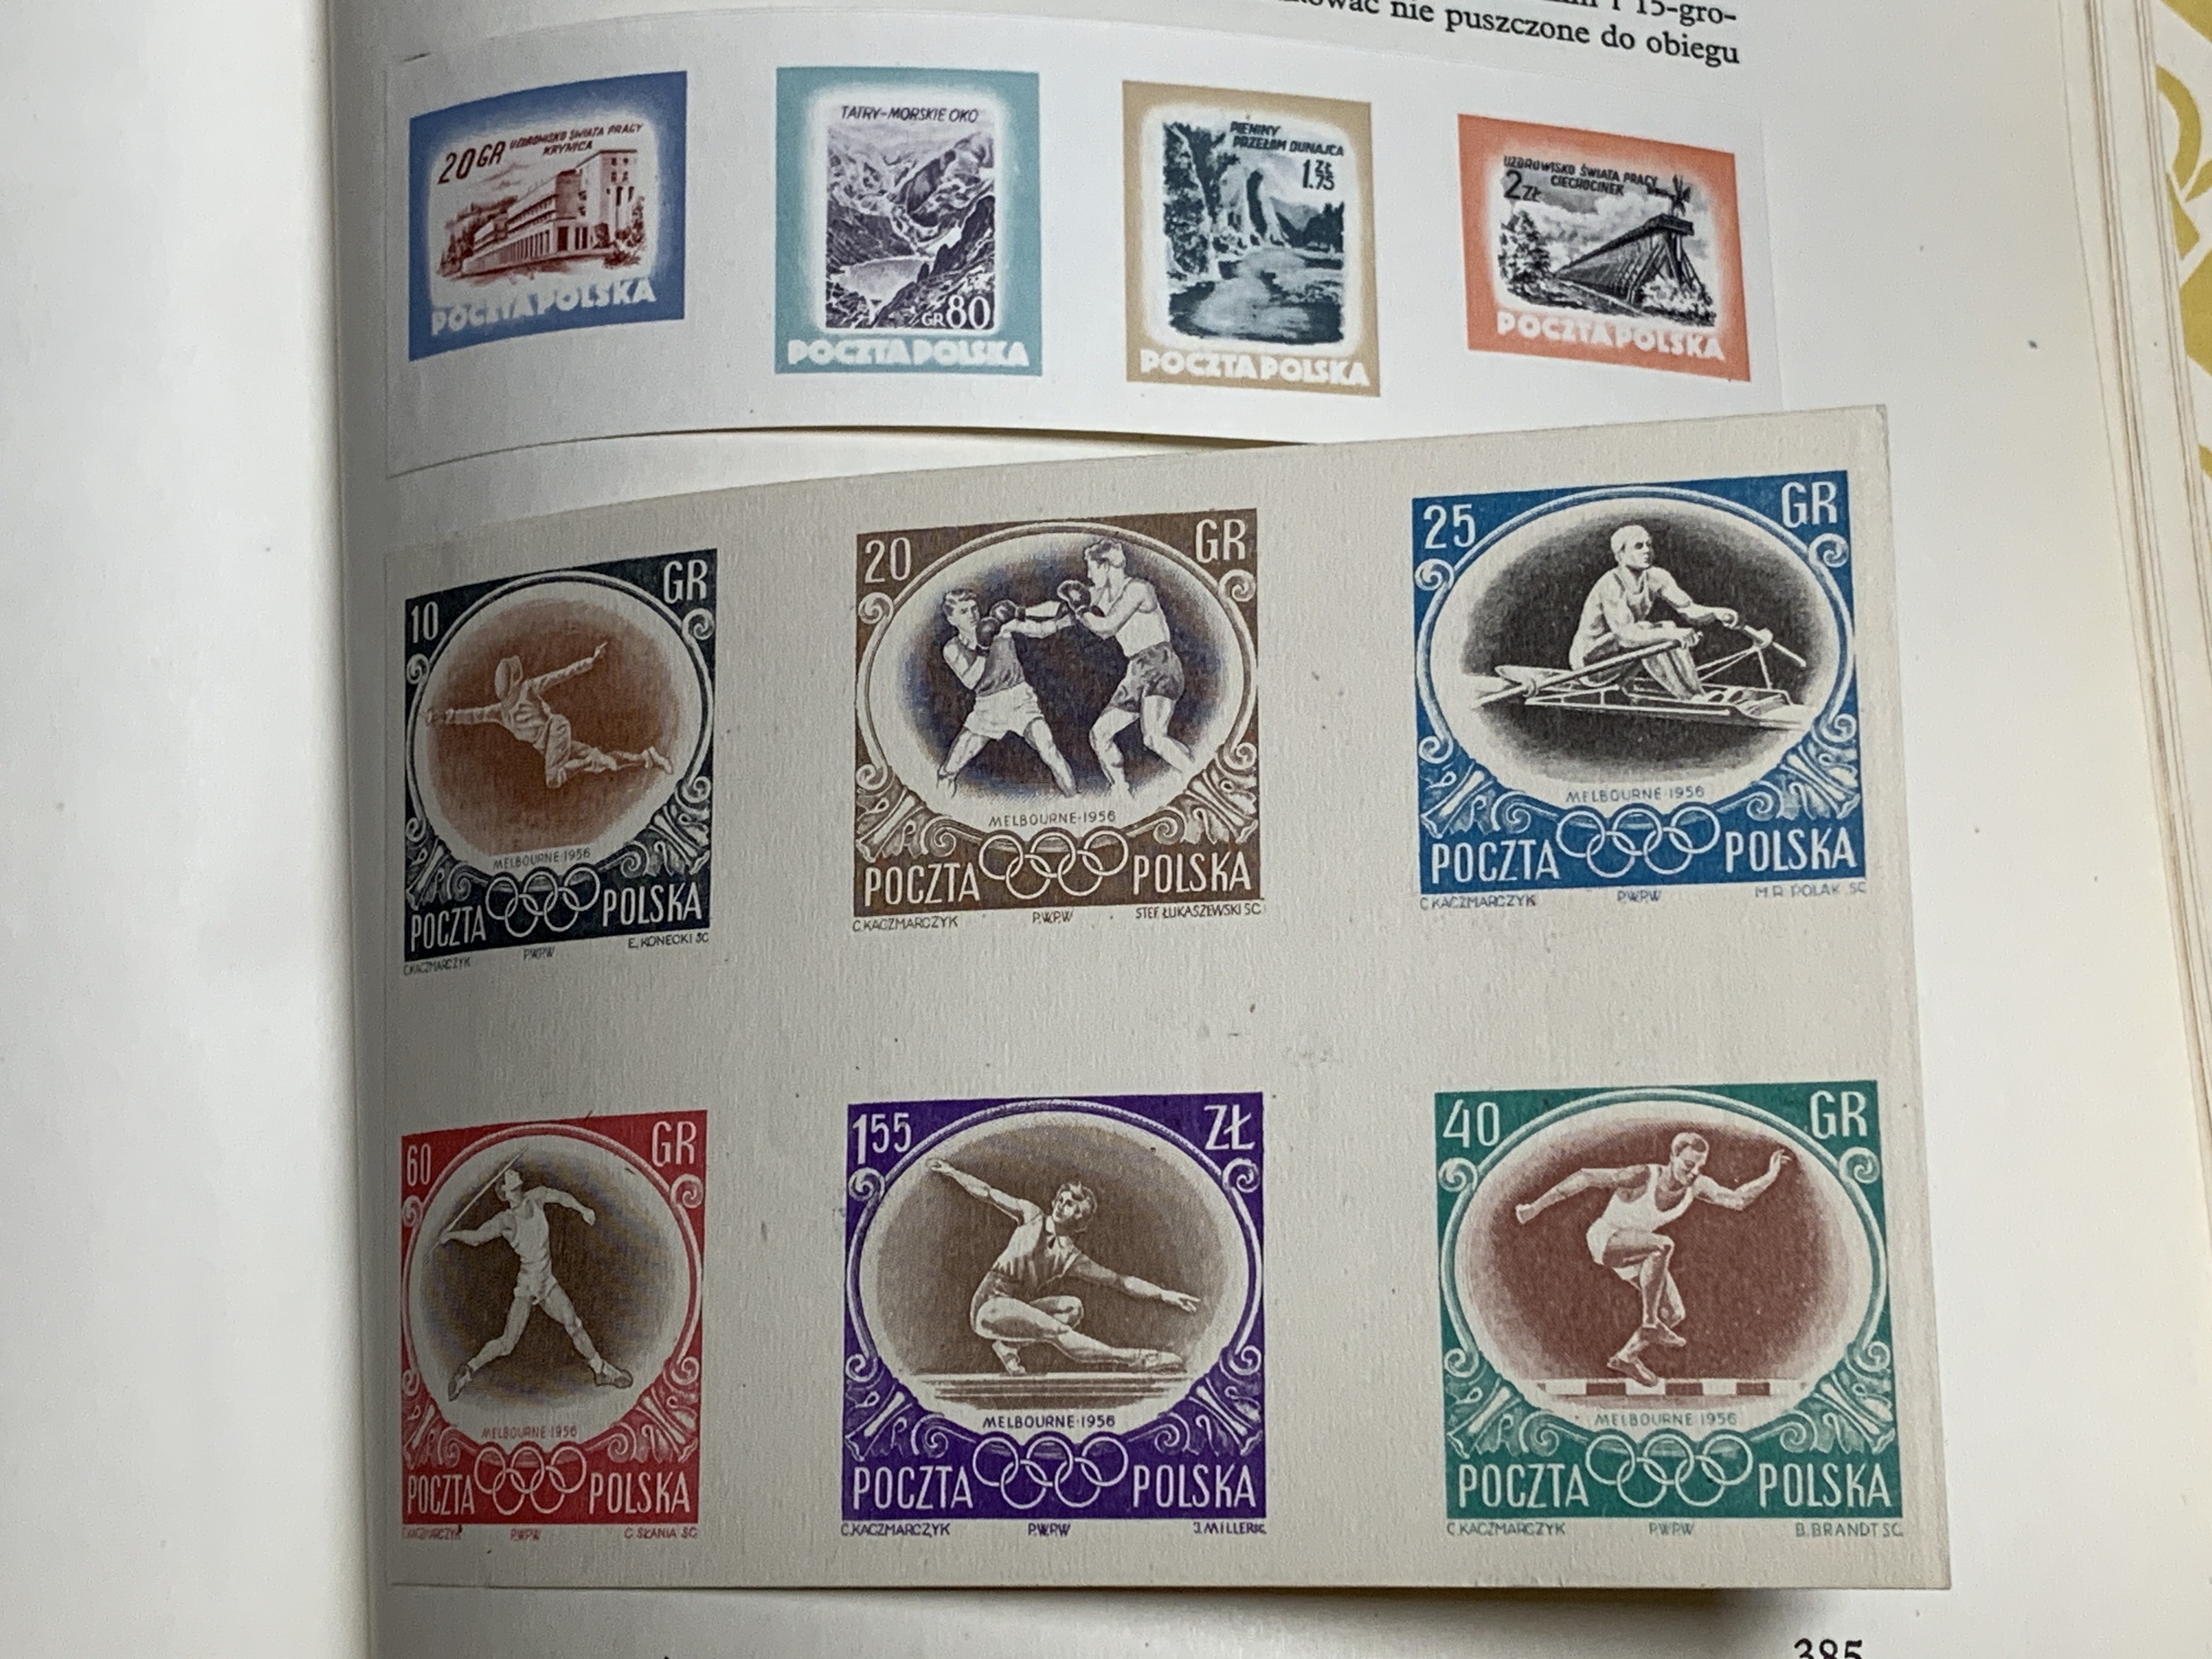 i 15-gro-
nie puszczone do obiegu
20 GR UZDROWISKO ŚWIATA PRACY
KRYNICA
POCZTA POLSKA
TATRY-MORSKIE OKO
GR 80
POCZTA POLSKA
PIENINY
PRZEŁOM DUNAJCA
1.75 ZŁ
POCZTA POLSKA
UZDROWISKO ŚWIATA PRACY
CIECHOCINEK
2 ZŁ
POCZTA POLSKA
10 GR
MELBOURNE·1956
POCZTA POLSKA
C.KACZMARCZYK P.W.P.W E. KONECKI SC
20 GR
MELBOURNE·1956
POCZTA POLSKA
C.KACZMARCZYK P.W.P.W STEF. ŁUKASZEWSKI SC.
25 GR
MELBOURNE·1956
POCZTA POLSKA
C.KACZMARCZYK P.W.P.W M.R. POLAK SC
60 GR
MELBOURNE·1956
POCZTA POLSKA
C.KACZMARCZYK P.W.P.W C. SŁANIA SC
1 55 ZŁ
MELBOURNE·1956
POCZTA POLSKA
C.KACZMARCZYK P.W.P.W J. MILLER SC.
40 GR
MELBOURNE·1956
POCZTA POLSKA
C.KACZMARCZYK P.W.P.W B. BRANDT SC.
385